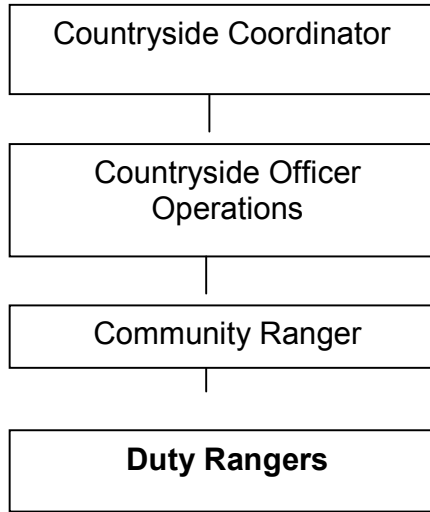 Countryside Coordinator
Countryside Officer
Operations
Community Ranger
Duty Rangers